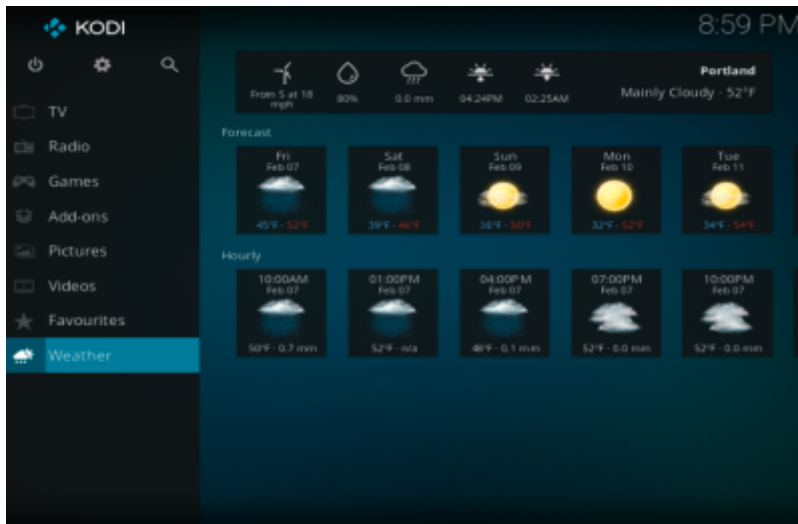 KODI
8:59 PM
TV
Radio
Games
Add-ons
Pictures
Videos
Favourites
Weather
From S at 18 mph
80%
0.0 mm
04:24PM
02:25AM
Portland
Mainly Cloudy · 52°F
Forecast
Fri
Feb 07
45°F - 52°F
Sat
Feb 08
39°F - 46°F
Sun
Feb 09
36°F - 50°F
Mon
Feb 10
32°F - 52°F
Tue
Feb 11
34°F - 54°F
Hourly
10:00AM
Feb 07
50°F - 0.7 mm
01:00PM
Feb 07
52°F - n/a
04:00PM
Feb 07
48°F - 0.1 mm
07:00PM
Feb 07
52°F - 0.0 mm
10:00PM
Feb 07
52°F - 0.0 mm